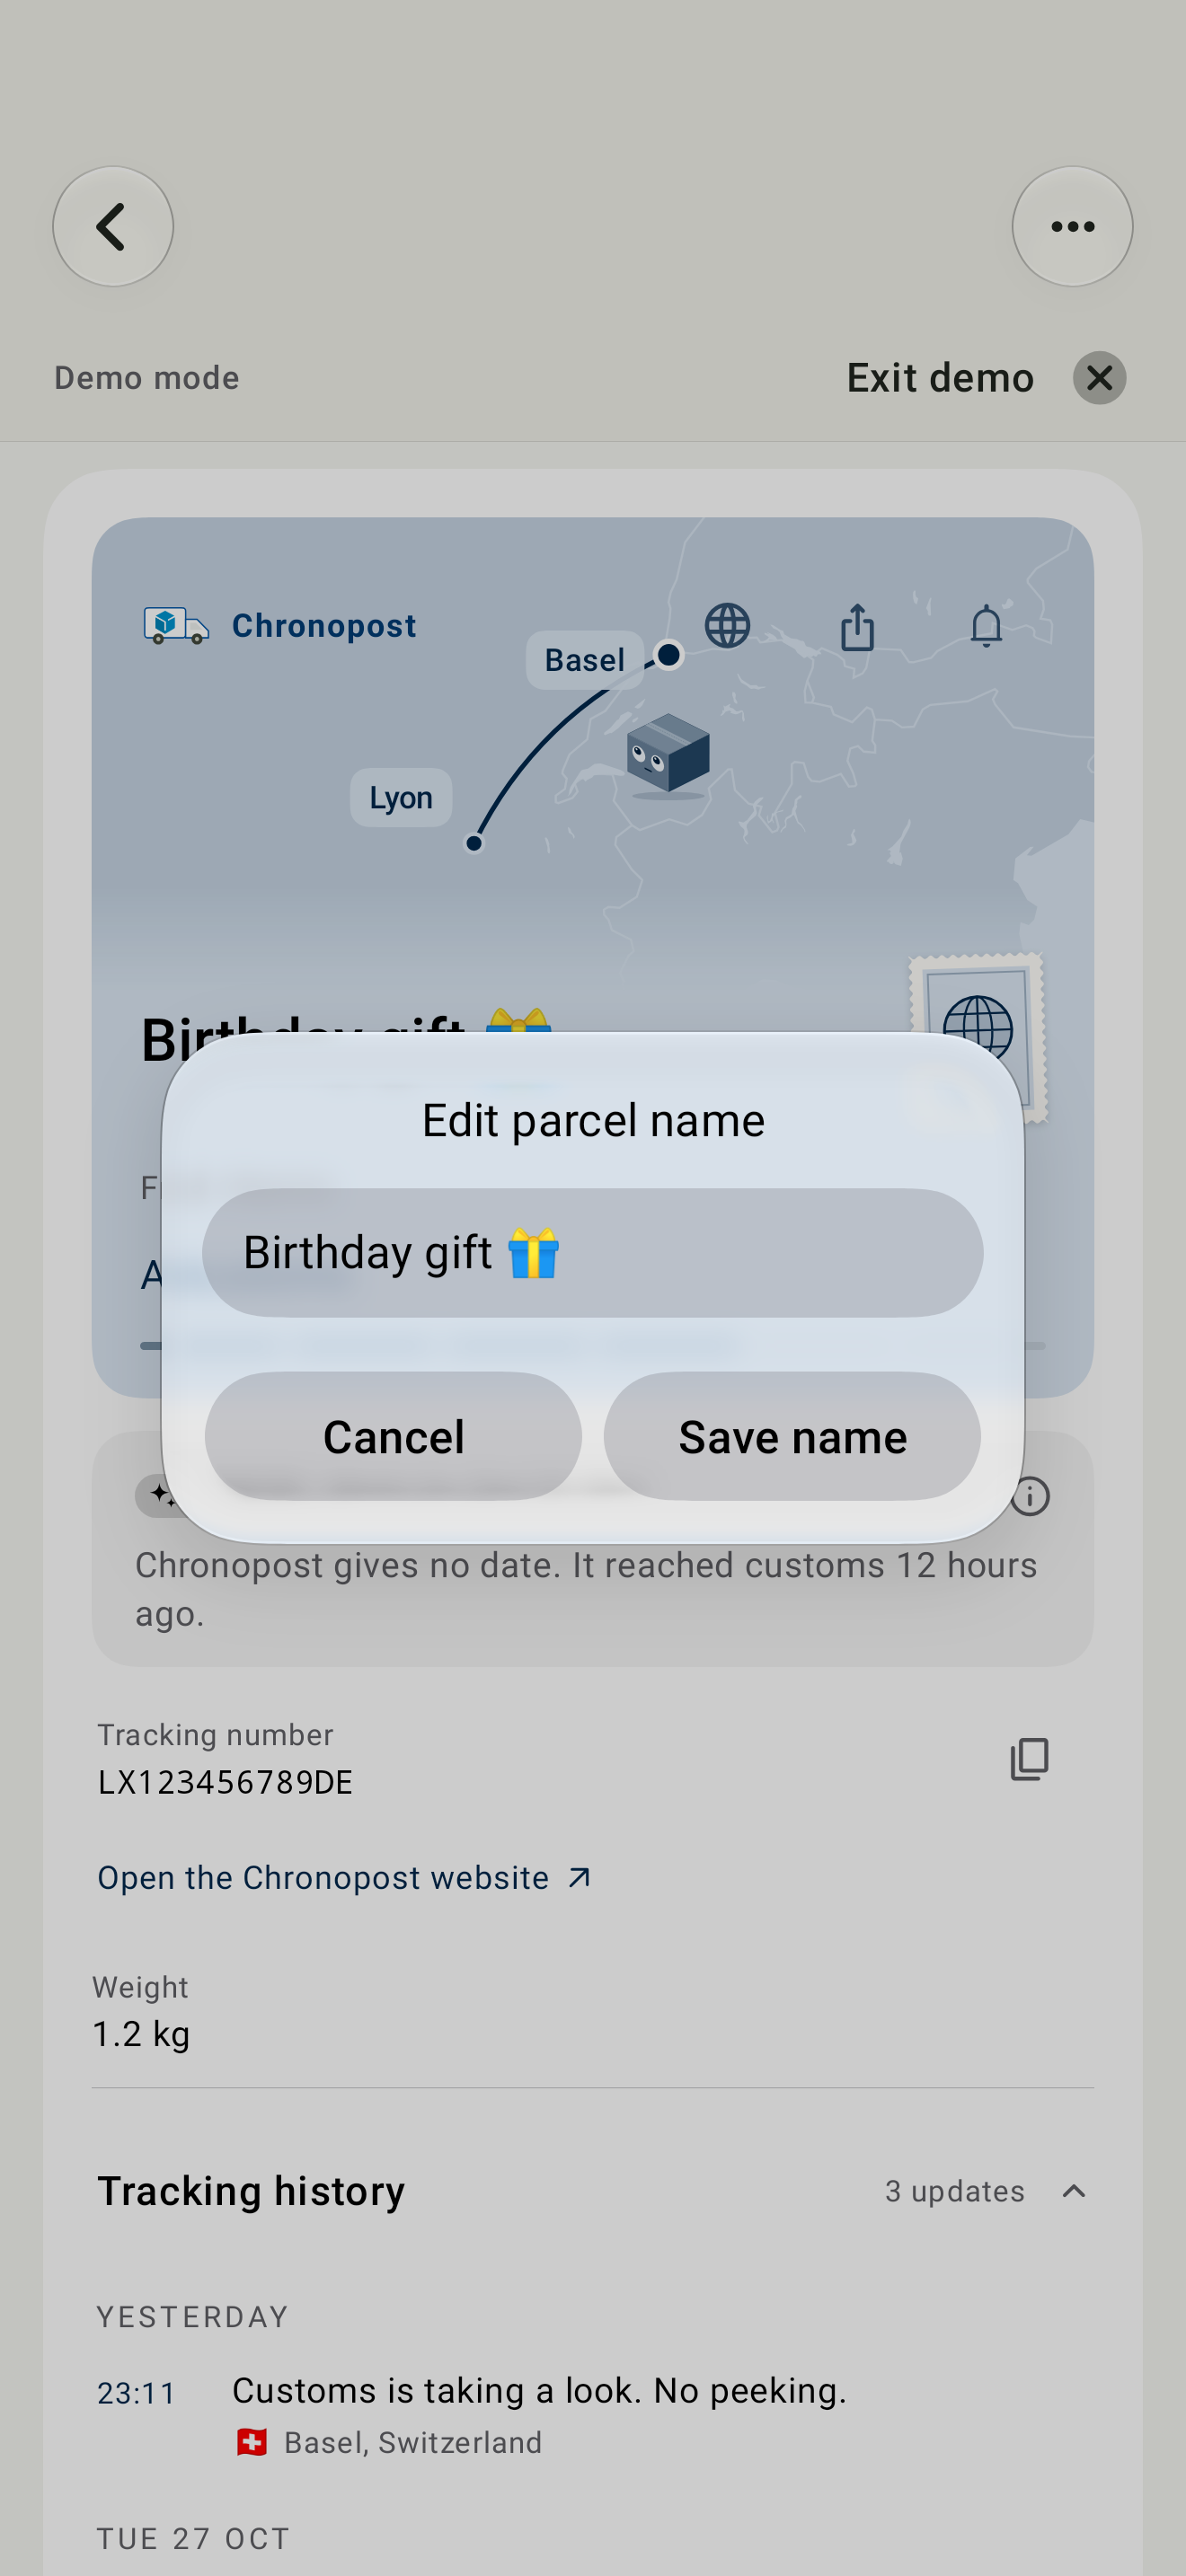 Demo mode
Exit demo
Chronopost
Basel
Lyon
Birthday gift 🎁
Edit parcel name
Birthday gift 🎁
Cancel
Save name
Chronopost gives no date. It reached customs 12 hours
ago.
Tracking number
LX123456789DE
Open the Chronopost website
Weight
1.2 kg
Tracking history
3 updates
YESTERDAY
23:11
Customs is taking a look. No peeking.
Basel, Switzerland
TUE 27 OCT